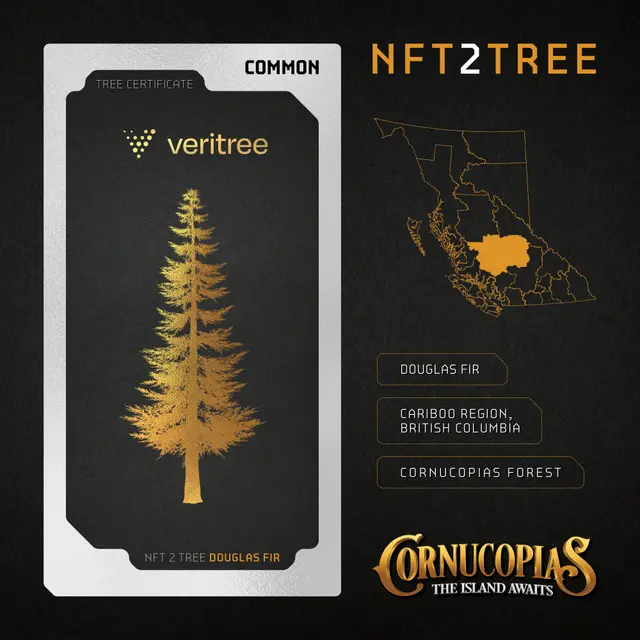 COMMON
TREE CERTIFICATE
veritree
NFT 2 TREE DOUGLAS FIR
NFT2TREE
DOUGLAS FIR
CARIBOO REGION,
BRITISH COLUMBIA
CORNUCOPIAS FOREST
CORNUCOPIAS
THE ISLAND AWAITS